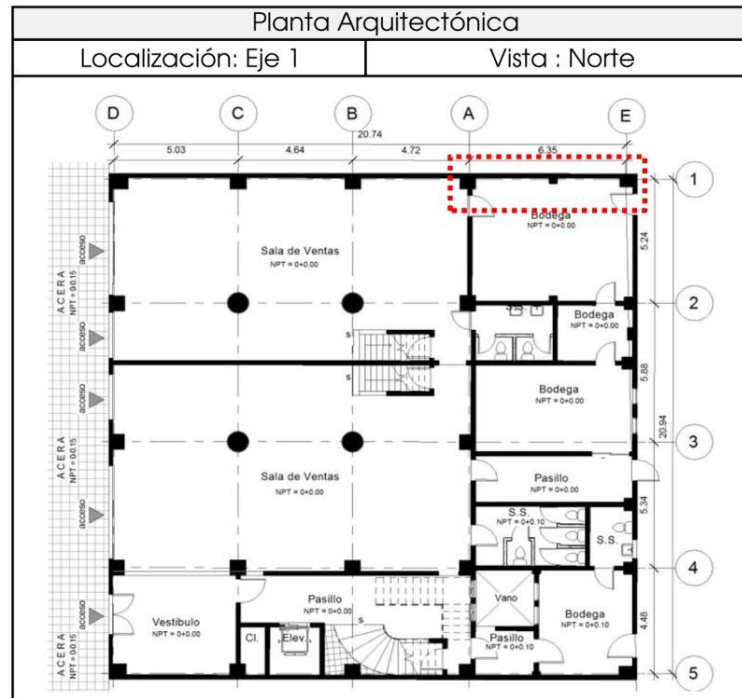 Planta Arquitectónica
Localización: Eje 1
Vista : Norte
D
C
B
A
E
20.74
5.03
4.64
4.72
6.35
1
Bodega
NPT = 0+0.00
5.24
Sala de Ventas
NPT = 0+0.00
acceso
ACERA
NPT = 0-0.15
acceso
2
S.S.
Bodega
NPT = 0+0.00
s
s
5.88
acceso
Bodega
NPT = 0+0.00
20.94
3
ACERA
NPT = 0-0.15
Sala de Ventas
NPT = 0+0.00
Pasillo
NPT = 0+0.00
5.34
acceso
S.S.
NPT = 0+0.10
S.S.
4
Pasillo
NPT = 0+0.00
Vano
Bodega
NPT = 0+0.10
4.48
acceso
Vestibulo
NPT = 0+0.00
s
Cl.
Elev.
Pasillo
NPT = 0+0.10
ACERA
NPT = 0-0.15
5